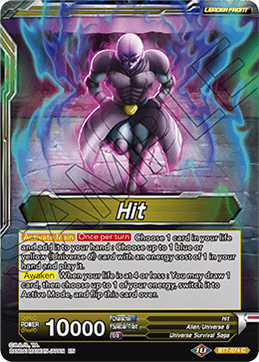 LEADER FRONT
SAMPLE
Hit
Activate: Main Once per turn Choose 1 card in your life
and add it to your hand : Choose up to 1 blue or
yellow 《Universe 6》 card with an energy cost of 1 in your
hand and play it.
Awaken When your life is at 4 or less : You may draw 1
card, then choose up to 1 of your energy, switch it to
Active Mode, and flip this card over.
POWER 10000
Hit
Special Trait Alien/Universe 6
Universe Survival Saga
BT7-074 C